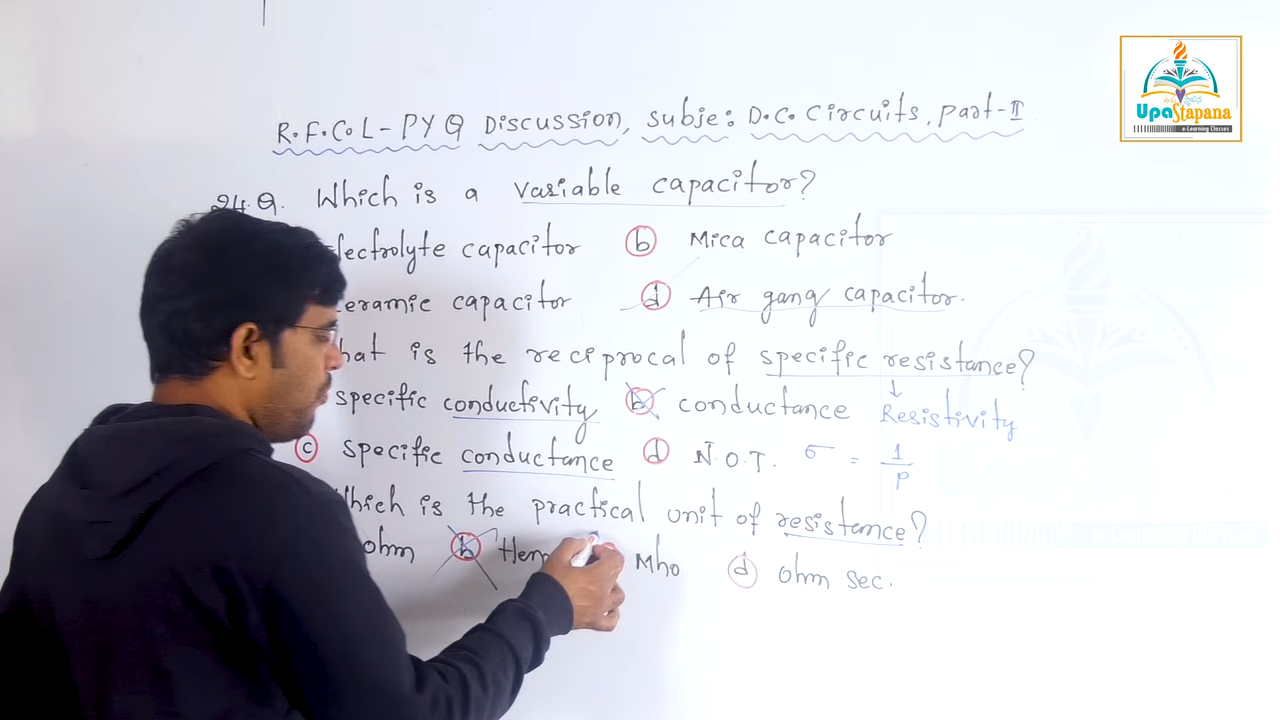 R.F.C.L - PYQ Discussion, Subje: D.C. Circuits, Part-II
24.Q. Which is a variable capacitor?
lectrolyte capacitor (b) Mica capacitor
eramic capacitor (d) Air gang capacitor.
hat is the reciprocal of specific resistance?
specific conductivity (b) conductance ↓ Resistivity
(c) specific conductance (d) N.O.T. σ = 1/ρ
Which is the practical unit of resistance?
ohm (b) Hen Mho (d) ohm sec.
UpaStapana
e-Learning Classes